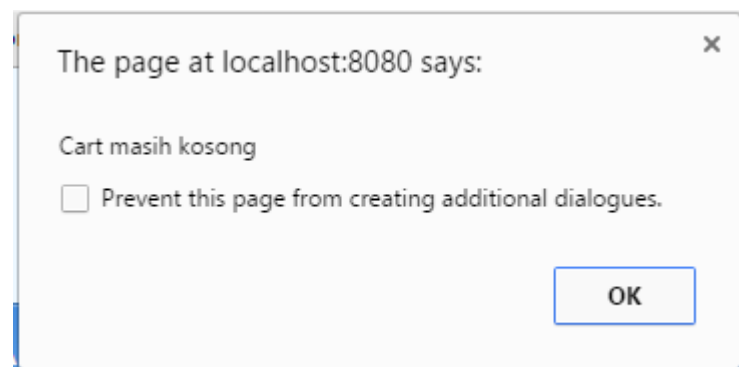 The page at localhost:8080 says:
Cart masih kosong
Prevent this page from creating additional dialogues.
OK